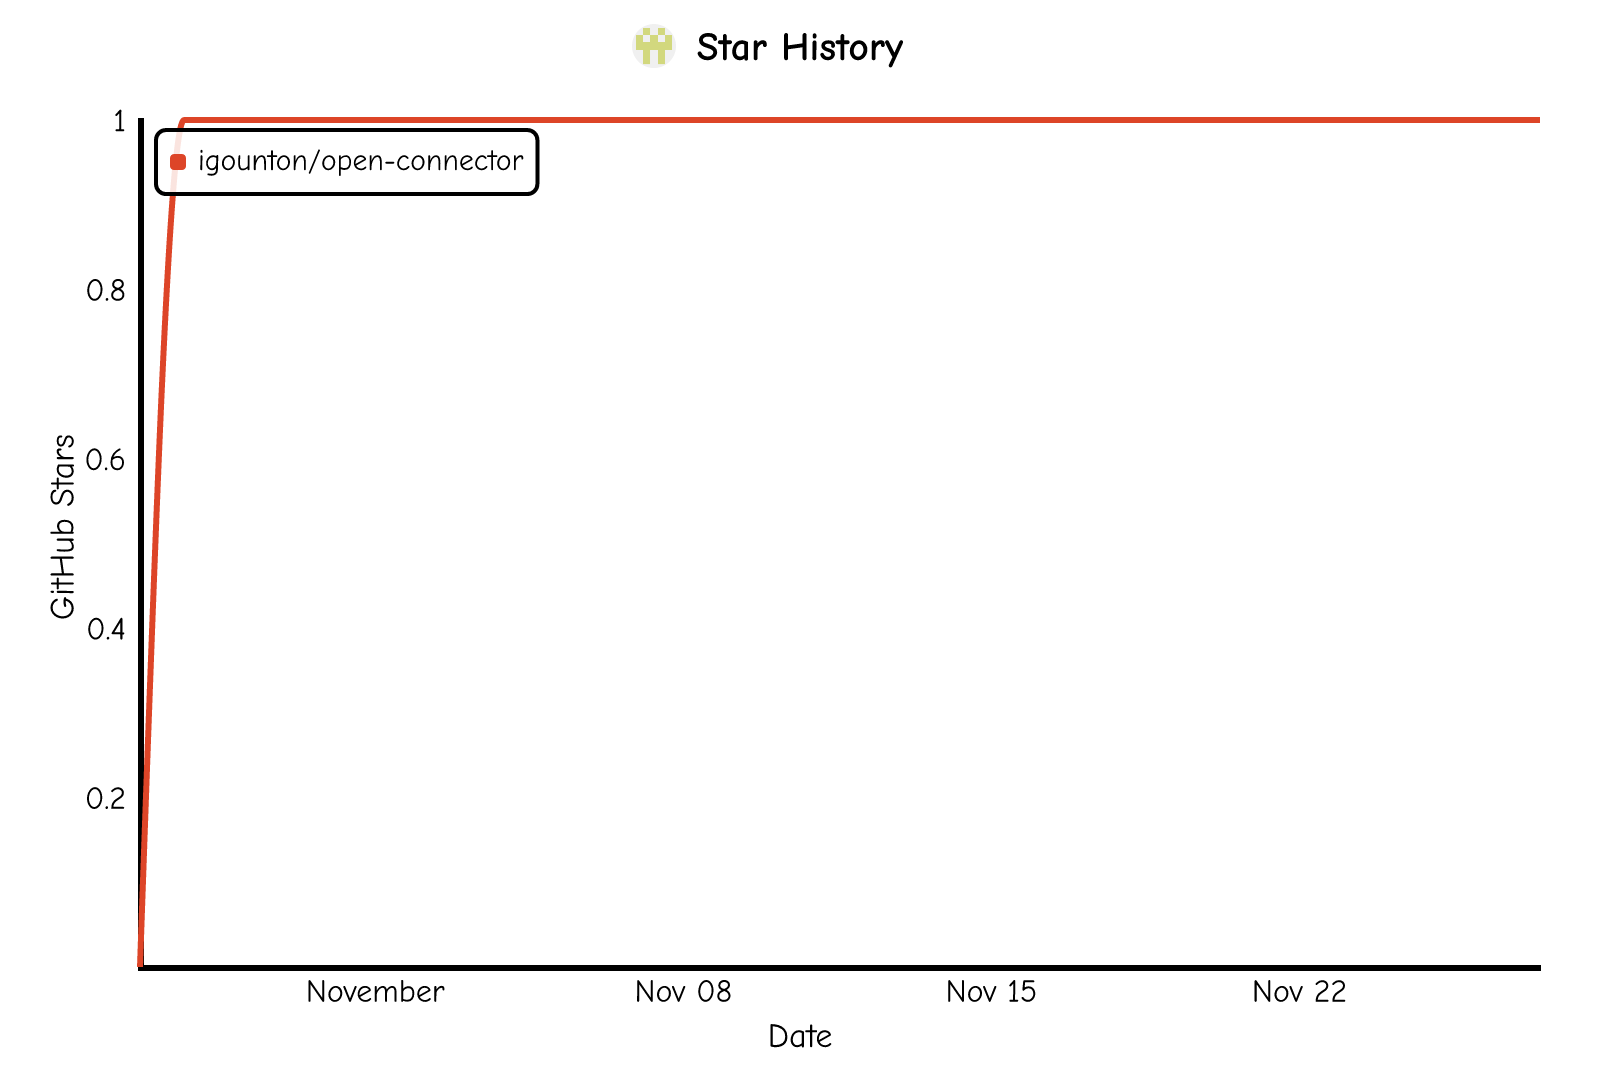 Star History
igounton/open-connector
1
0.8
0.6
0.4
0.2
GitHub Stars
November
Nov 08
Nov 15
Nov 22
Date